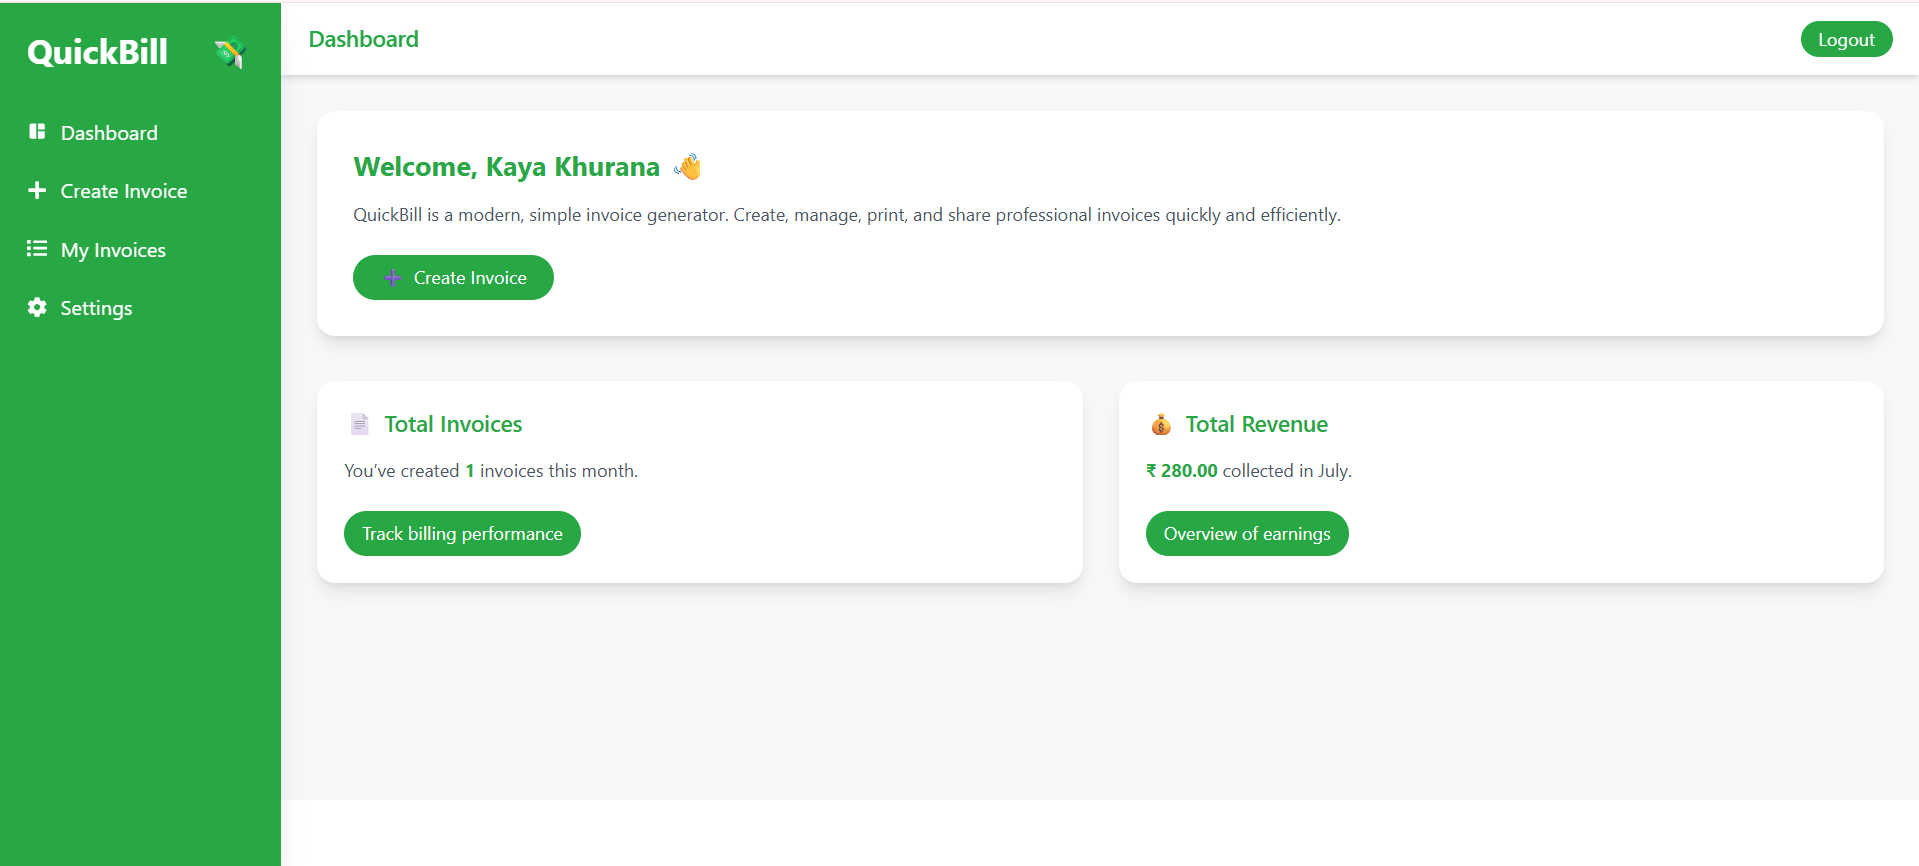 QuickBill
Dashboard
Create Invoice
My Invoices
Settings
Dashboard
Logout
Welcome, Kaya Khurana 👋
QuickBill is a modern, simple invoice generator. Create, manage, print, and share professional invoices quickly and efficiently.
➕ Create Invoice
📄 Total Invoices
You’ve created 1 invoices this month.
Track billing performance
💰 Total Revenue
₹ 280.00 collected in July.
Overview of earnings